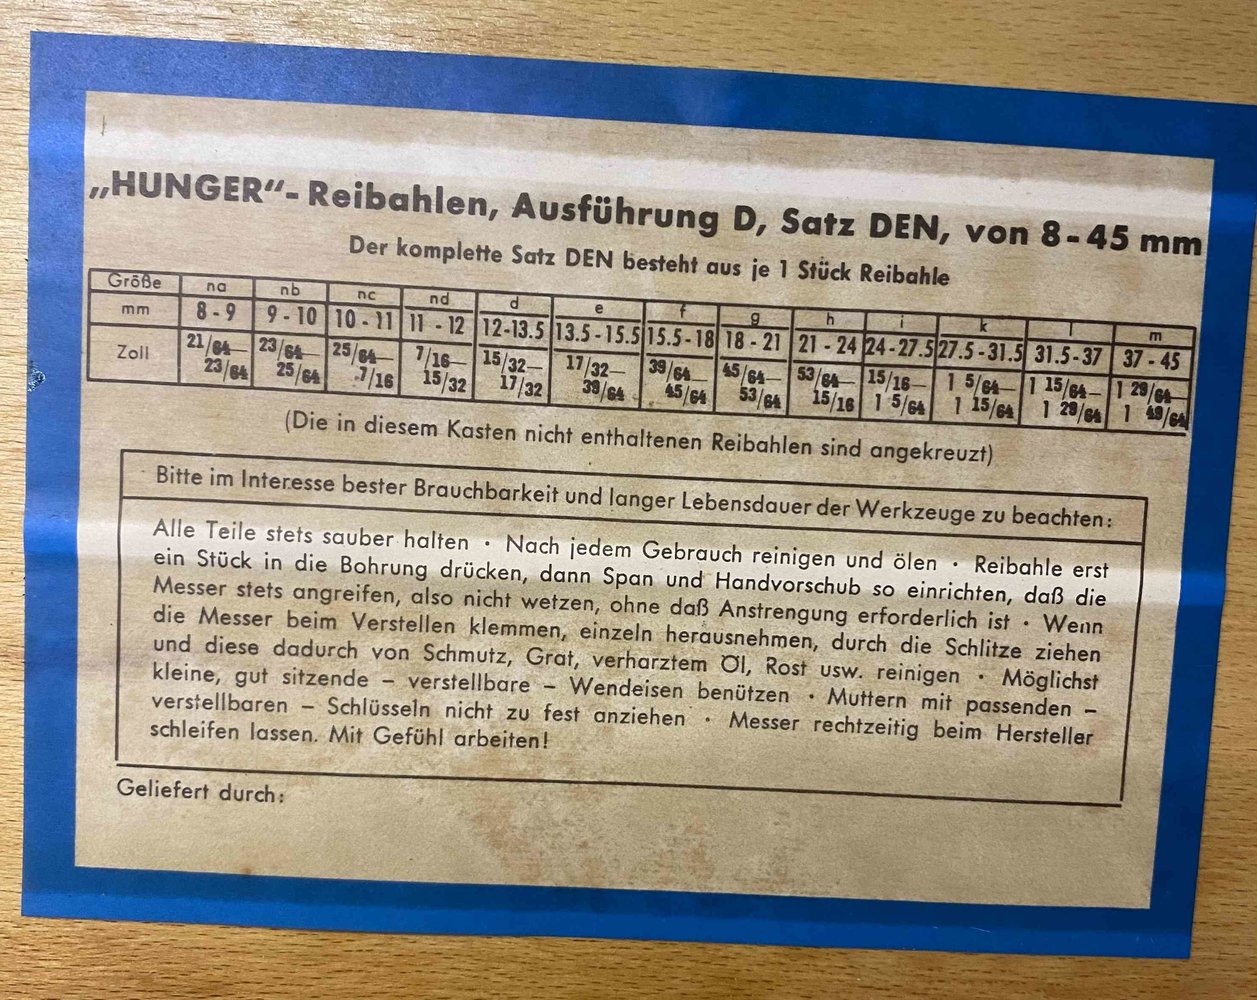 „HUNGER“- Reibahlen, Ausführung D, Satz DEN, von 8-45 mm
Der komplette Satz DEN besteht aus je 1 Stück Reibahle
Größe na nb nc nd d e f g h i k l m
mm 8 - 9 9 - 10 10 - 11 11 - 12 12-13.5 13.5-15.5 15.5-18 18 - 21 21 - 24 24-27.5 27.5-31.5 31.5-37 37 - 45
Zoll 21/64— 23/64— 25/64— 7/16— 15/32— 17/32— 39/64— 45/64— 53/64— 15/16— 1 5/64— 1 15/64— 1 29/64—
23/64 25/64 7/16 15/32 17/32 39/64 45/64 53/64 15/16 1 5/64 1 15/64 1 29/64 1 49/64
(Die in diesem Kasten nicht enthaltenen Reibahlen sind angekreuzt)
Bitte im Interesse bester Brauchbarkeit und langer Lebensdauer der Werkzeuge zu beachten:
Alle Teile stets sauber halten · Nach jedem Gebrauch reinigen und ölen · Reibahle erst
ein Stück in die Bohrung drücken, dann Span und Handvorschub so einrichten, daß die
Messer stets angreifen, also nicht wetzen, ohne daß Anstrengung erforderlich ist · Wenn
die Messer beim Verstellen klemmen, einzeln herausnehmen, durch die Schlitze ziehen
und diese dadurch von Schmutz, Grat, verharztem Öl, Rost usw. reinigen · Möglichst
kleine, gut sitzende – verstellbare – Wendeisen benützen · Muttern mit passenden –
verstellbaren – Schlüsseln nicht zu fest anziehen · Messer rechtzeitig beim Hersteller
schleifen lassen. Mit Gefühl arbeiten!
Geliefert durch: